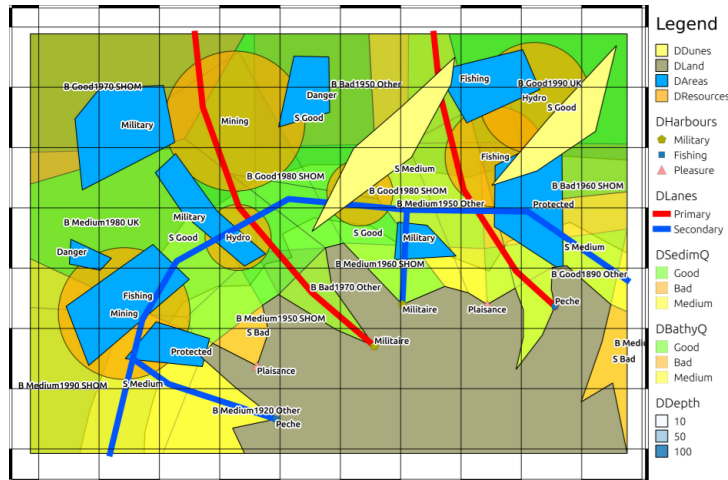 B Good1970 SHOM
B Bad1950 Other
Fishing
B Good1990 UK
Danger
Hydro
Military
Mining
S Good
S Good
Fishing
S Medium
B Good1980 SHOM
B Good1980 SHOM
B Bad1960 SHOM
B Medium1950 Other
Protected
Military
B Medium1980 UK
S Good
Hydro
S Good
Military
S Medium
Danger
B Medium1960 SHOM
B Good1890 Other
B Bad1970 Other
Fishing
Mining
Militaire
Plaisance
Peche
B Medium1950 SHOM
S Bad
Militaire
B Medi
S Bad
Protected
Plaisance
B Medium1990 SHOM
S Medium
B Medium1920 Other
Peche
Legend
DDunes
DLand
DAreas
DResources
DHarbours
Military
Fishing
Pleasure
DLanes
Primary
Secondary
DSedimQ
Good
Bad
Medium
DBathyQ
Good
Bad
Medium
DDepth
10
50
100